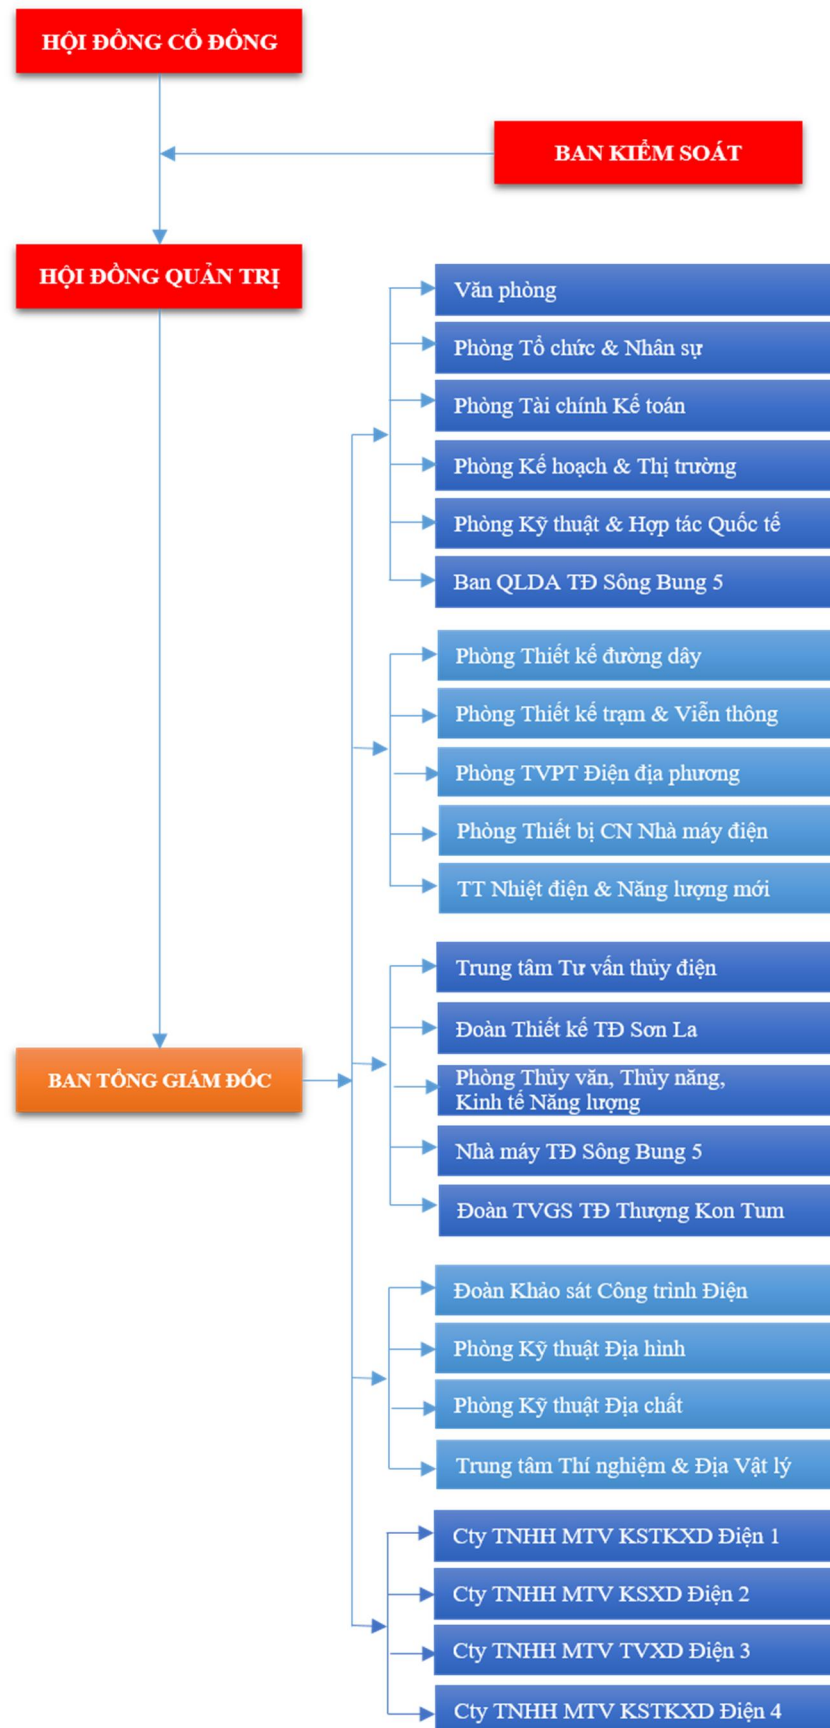 HỘI ĐỒNG CỔ ĐÔNG
BAN KIỂM SOÁT
HỘI ĐỒNG QUẢN TRỊ
Văn phòng
Phòng Tổ chức & Nhân sự
Phòng Tài chính Kế toán
Phòng Kế hoạch & Thị trường
Phòng Kỹ thuật & Hợp tác Quốc tế
Ban QLDA TĐ Sông Bung 5
Phòng Thiết kế đường dây
Phòng Thiết kế trạm & Viễn thông
Phòng TVPT Điện địa phương
Phòng Thiết bị CN Nhà máy điện
TT Nhiệt điện & Năng lượng mới
Trung tâm Tư vấn thủy điện
Đoàn Thiết kế TĐ Sơn La
BAN TỔNG GIÁM ĐỐC
Phòng Thủy văn, Thủy năng,
Kinh tế Năng lượng
Nhà máy TĐ Sông Bung 5
Đoàn TVGS TĐ Thượng Kon Tum
Đoàn Khảo sát Công trình Điện
Phòng Kỹ thuật Địa hình
Phòng Kỹ thuật Địa chất
Trung tâm Thí nghiệm & Địa Vật lý
Cty TNHH MTV KSTKXD Điện 1
Cty TNHH MTV KSXD Điện 2
Cty TNHH MTV TVXD Điện 3
Cty TNHH MTV KSTKXD Điện 4